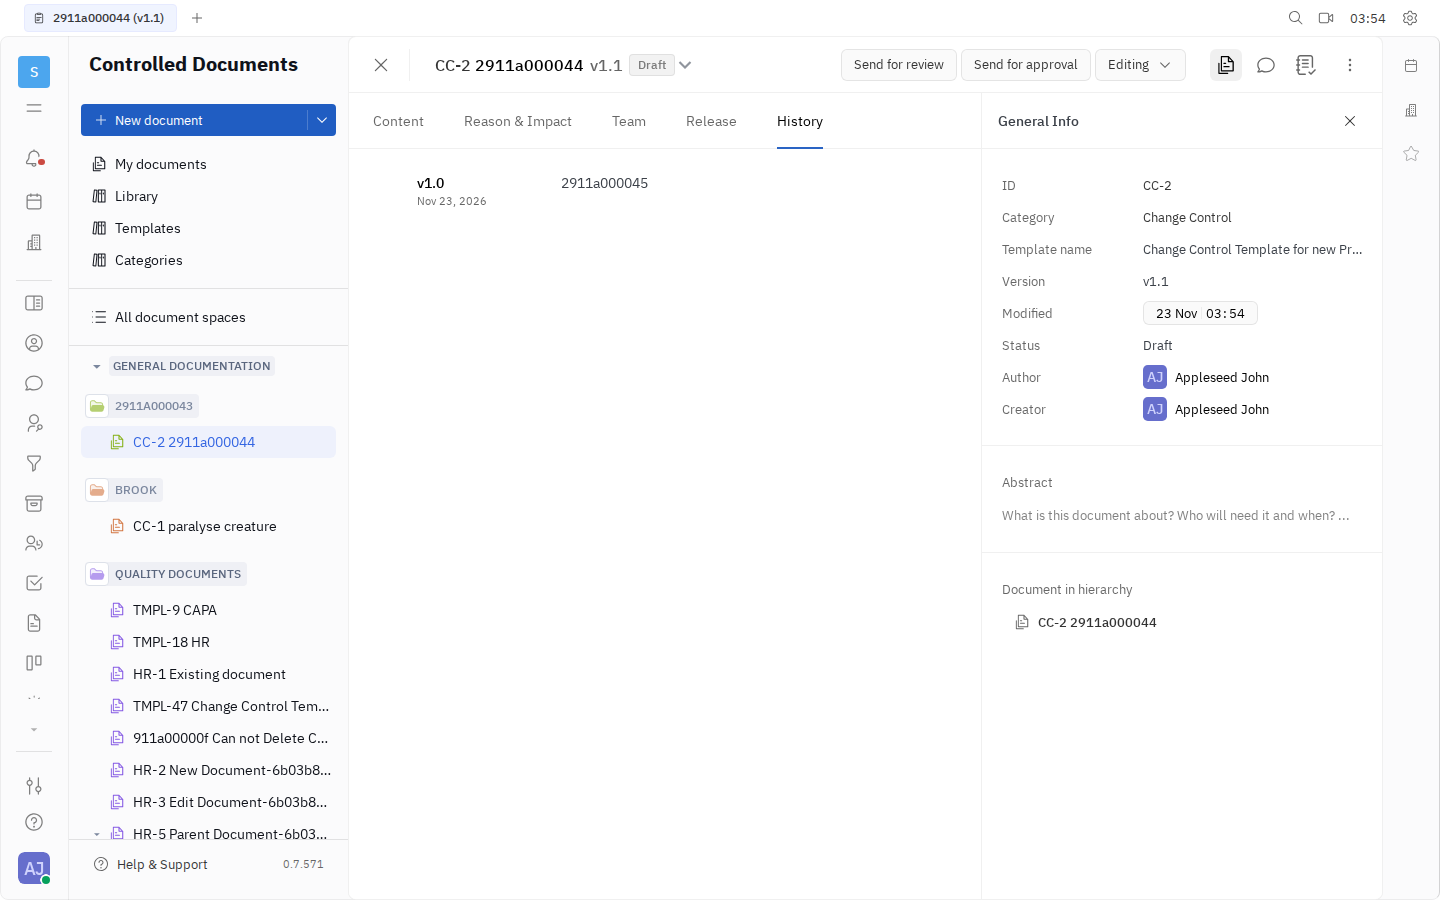 2911a000044 (v1.1)
03:54
S
Controlled Documents
New document
My documents
Library
Templates
Categories
All document spaces
GENERAL DOCUMENTATION
2911A000043
CC-2 2911a000044
BROOK
CC-1 paralyse creature
QUALITY DOCUMENTS
TMPL-9 CAPA
TMPL-18 HR
HR-1 Existing document
TMPL-47 Change Control Tem...
911a00000f Can not Delete C...
HR-2 New Document-6b03b8...
HR-3 Edit Document-6b03b8...
HR-5 Parent Document-6b03...
Help & Support 0.7.571
AJ
CC-2 2911a000044 v1.1 Draft
Send for review
Send for approval
Editing
Content
Reason & Impact
Team
Release
History
v1.0 2911a000045
Nov 23, 2026
General Info
ID CC-2
Category Change Control
Template name Change Control Template for new Pr...
Version v1.1
Modified 23 Nov 03:54
Status Draft
Author AJ Appleseed John
Creator AJ Appleseed John
Abstract
What is this document about? Who will need it and when? ...
Document in hierarchy
CC-2 2911a000044